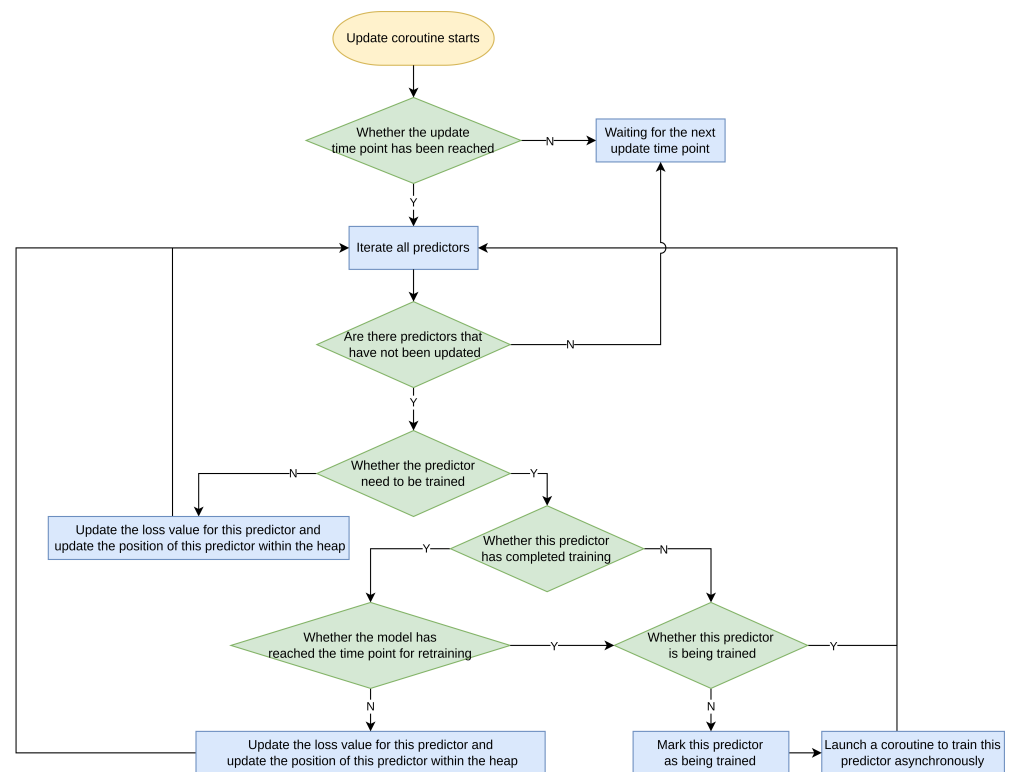 Update coroutine starts
Whether the update
time point has been reached
N
Waiting for the next
update time point
Y
Iterate all predictors
Are there predictors that
have not been updated
N
Y
Whether the predictor
need to be trained
N
Y
Update the loss value for this predictor and
update the position of this predictor within the heap
Whether this predictor
has completed training
Y
N
Whether the model has
reached the time point for retraining
Y
Whether this predictor
is being trained
Y
N
N
Update the loss value for this predictor and
update the position of this predictor within the heap
Mark this predictor
as being trained
Launch a coroutine to train this
predictor asynchronously